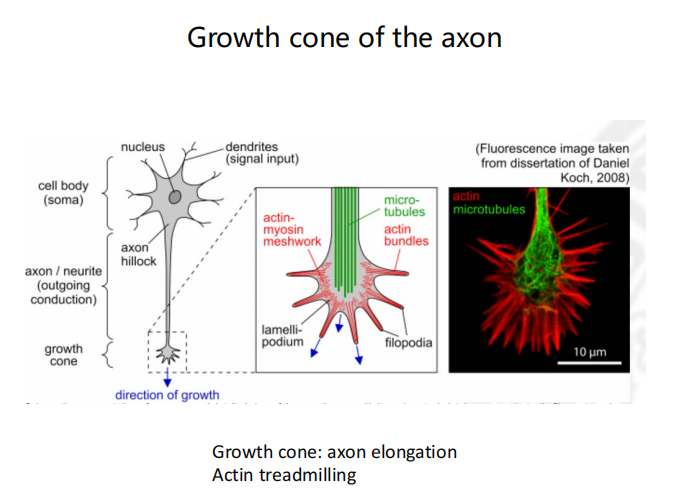 Growth cone of the axon
nucleus
dendrites
(signal input)
cell body
(soma)
axon
hillock
axon / neurite
(outgoing
conduction)
growth
cone
direction of growth
micro-
tubules
actin-
myosin
meshwork
actin
bundles
lamelli-
podium
filopodia
(Fluorescence image taken
from dissertation of Daniel
Koch, 2008)
actin
microtubules
10 µm
Growth cone: axon elongation
Actin treadmilling